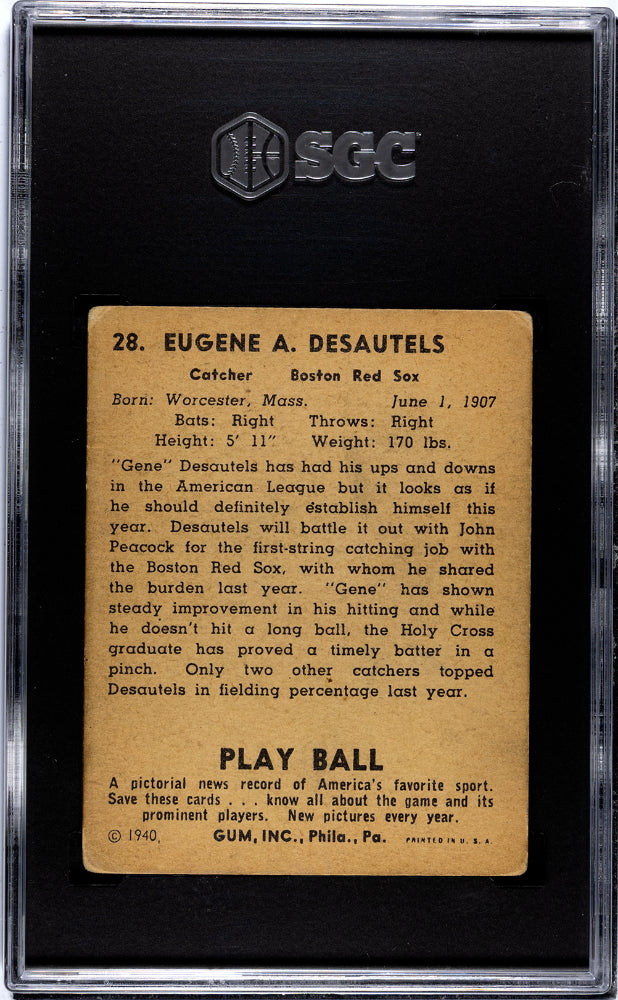 SGC
28. EUGENE A. DESAUTELS
Catcher Boston Red Sox
Born: Worcester, Mass. June 1, 1907
Bats: Right Throws: Right
Height: 5' 11" Weight: 170 lbs.
"Gene" Desautels has had his ups and downs
in the American League but it looks as if
he should definitely establish himself this
year. Desautels will battle it out with John
Peacock for the first-string catching job with
the Boston Red Sox, with whom he shared
the burden last year. "Gene" has shown
steady improvement in his hitting and while
he doesn't hit a long ball, the Holy Cross
graduate has proved a timely batter in a
pinch. Only two other catchers topped
Desautels in fielding percentage last year.
PLAY BALL
A pictorial news record of America's favorite sport.
Save these cards . . . know all about the game and its
prominent players. New pictures every year.
© 1940, GUM, INC., Phila., Pa. PRINTED IN U. S. A.